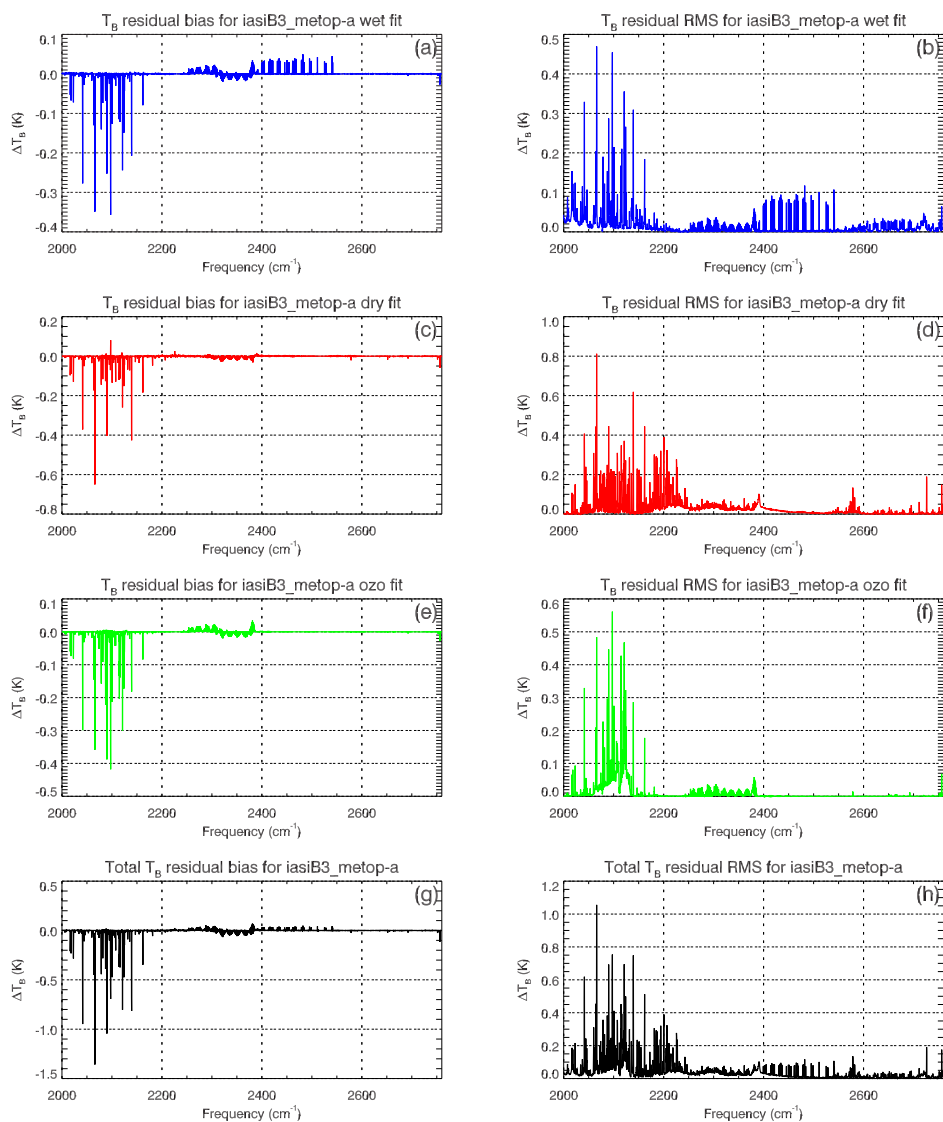 T_B residual bias for iasiB3_metop-a wet fit
(a)
0.1
0.0
-0.1
-0.2
-0.3
-0.4
ΔT_B (K)
2000 2200 2400 2600
Frequency (cm⁻¹)
T_B residual RMS for iasiB3_metop-a wet fit
(b)
0.5
0.4
0.3
0.2
0.1
0.0
ΔT_B (K)
2000 2200 2400 2600
Frequency (cm⁻¹)
T_B residual bias for iasiB3_metop-a dry fit
(c)
0.2
0.0
-0.2
-0.4
-0.6
-0.8
ΔT_B (K)
2000 2200 2400 2600
Frequency (cm⁻¹)
T_B residual RMS for iasiB3_metop-a dry fit
(d)
1.0
0.8
0.6
0.4
0.2
0.0
ΔT_B (K)
2000 2200 2400 2600
Frequency (cm⁻¹)
T_B residual bias for iasiB3_metop-a ozo fit
(e)
0.1
0.0
-0.1
-0.2
-0.3
-0.4
-0.5
ΔT_B (K)
2000 2200 2400 2600
Frequency (cm⁻¹)
T_B residual RMS for iasiB3_metop-a ozo fit
(f)
0.6
0.5
0.4
0.3
0.2
0.1
0.0
ΔT_B (K)
2000 2200 2400 2600
Frequency (cm⁻¹)
Total T_B residual bias for iasiB3_metop-a
(g)
0.5
0.0
-0.5
-1.0
-1.5
ΔT_B (K)
2000 2200 2400 2600
Frequency (cm⁻¹)
Total T_B residual RMS for iasiB3_metop-a
(h)
1.2
1.0
0.8
0.6
0.4
0.2
0.0
ΔT_B (K)
2000 2200 2400 2600
Frequency (cm⁻¹)